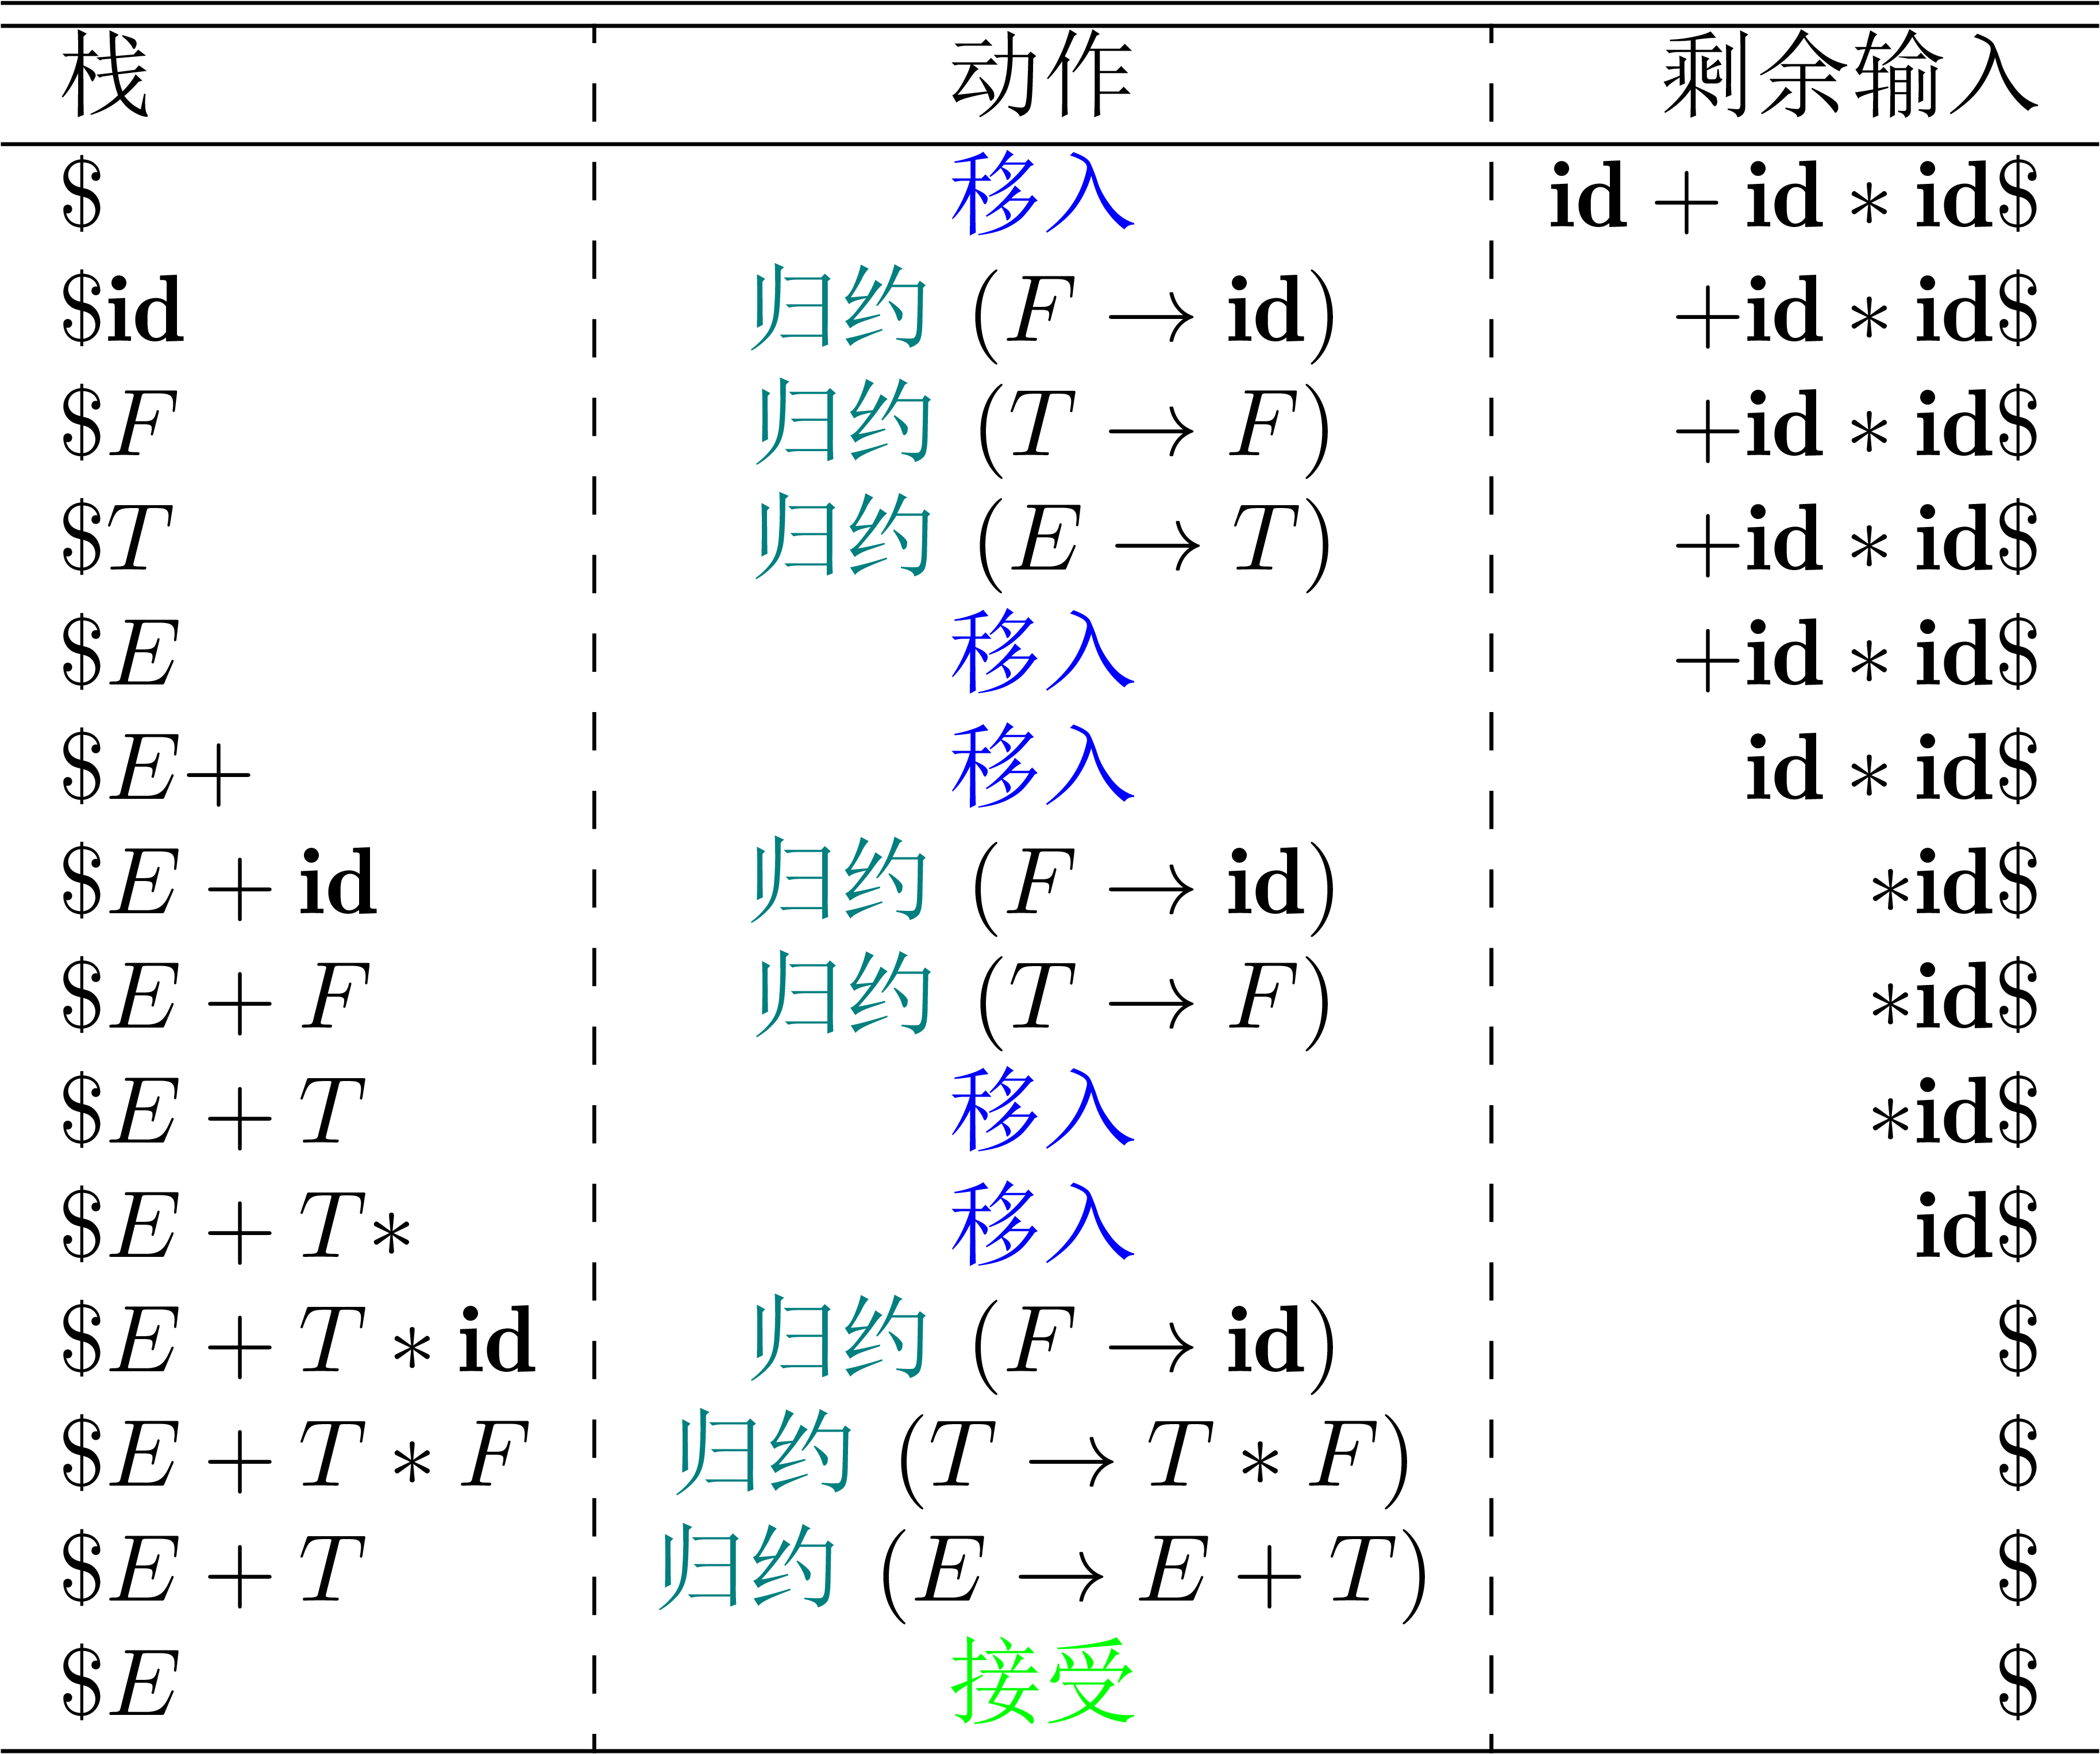 栈 动作 剩余输入
$ 移入 id + id ∗ id$
$id 归约 (F → id) +id ∗ id$
$F 归约 (T → F) +id ∗ id$
$T 归约 (E → T) +id ∗ id$
$E 移入 +id ∗ id$
$E+ 移入 id ∗ id$
$E + id 归约 (F → id) ∗id$
$E + F 归约 (T → F) ∗id$
$E + T 移入 ∗id$
$E + T∗ 移入 id$
$E + T ∗ id 归约 (F → id) $
$E + T ∗ F 归约 (T → T ∗ F) $
$E + T 归约 (E → E + T) $
$E 接受 $